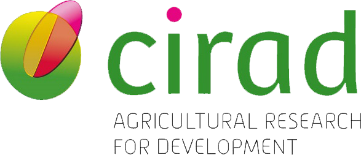 cirad
AGRICULTURAL RESEARCH
FOR DEVELOPMENT